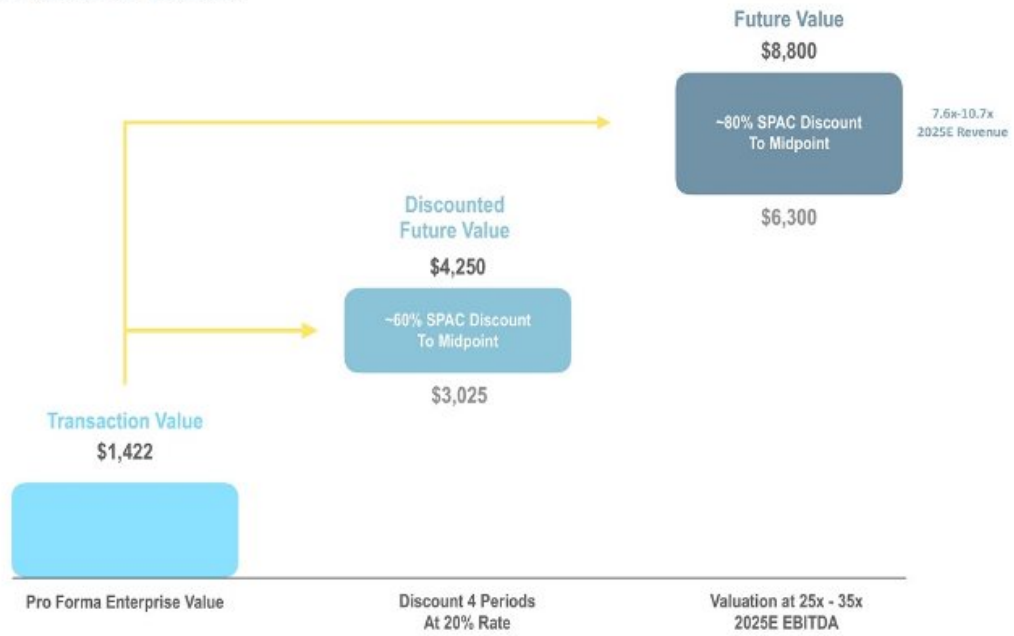 Future Value
$8,800
~80% SPAC Discount
To Midpoint
7.6x-10.7x
2025E Revenue
$6,300
Discounted
Future Value
$4,250
~60% SPAC Discount
To Midpoint
$3,025
Transaction Value
$1,422
Pro Forma Enterprise Value
Discount 4 Periods
At 20% Rate
Valuation at 25x - 35x
2025E EBITDA